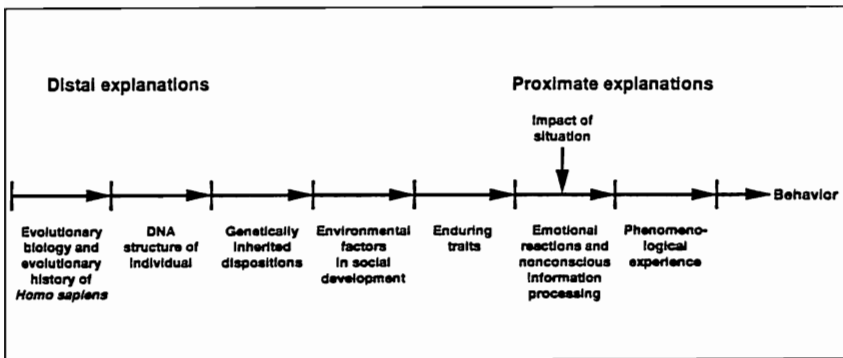 Distal explanations
Proximate explanations
Impact of
situation
Behavior
Evolutionary
biology and
evolutionary
history of
Homo sapiens
DNA
structure of
individual
Genetically
inherited
dispositions
Environmental
factors
in social
development
Enduring
traits
Emotional
reactions and
nonconscious
information
processing
Phenomeno-
logical
experience